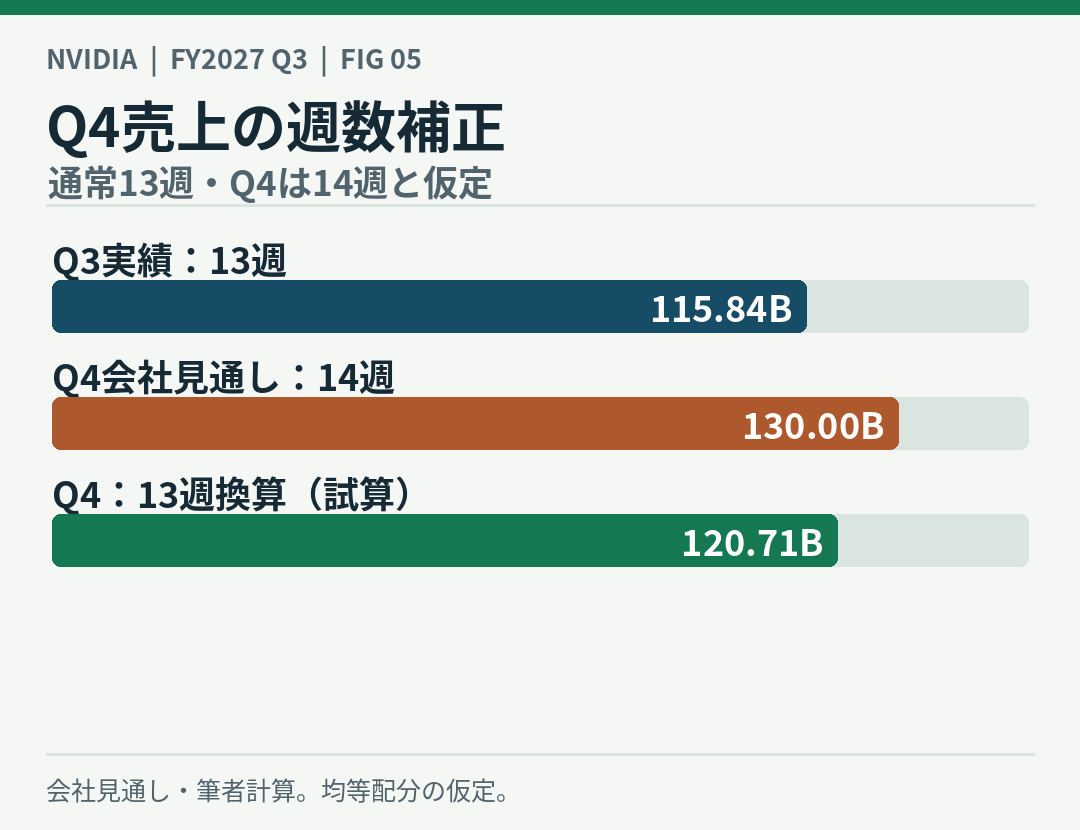 NVIDIA | FY2027 Q3 | FIG 05
Q4売上の週数補正
通常13週・Q4は14週と仮定
Q3実績：13週
115.84B
Q4会社見通し：14週
130.00B
Q4：13週換算（試算）
120.71B
会社見通し・筆者計算。均等配分の仮定。